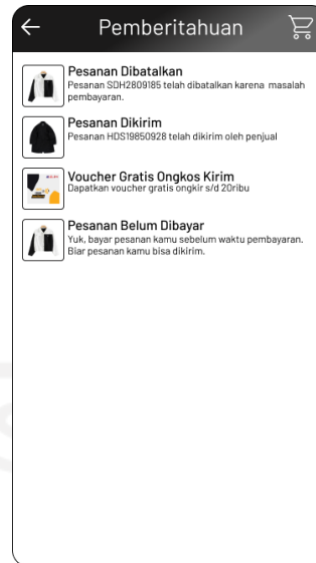 Pemberitahuan
Pesanan Dibatalkan
Pesanan SDH2809185 telah dibatalkan karena masalah
pembayaran.
Pesanan Dikirim
Pesanan HDS19850928 telah dikirim oleh penjual
Voucher Gratis Ongkos Kirim
Dapatkan voucher gratis ongkir s/d 20ribu
Pesanan Belum Dibayar
Yuk, bayar pesanan kamu sebelum waktu pembayaran.
Biar pesanan kamu bisa dikirim.